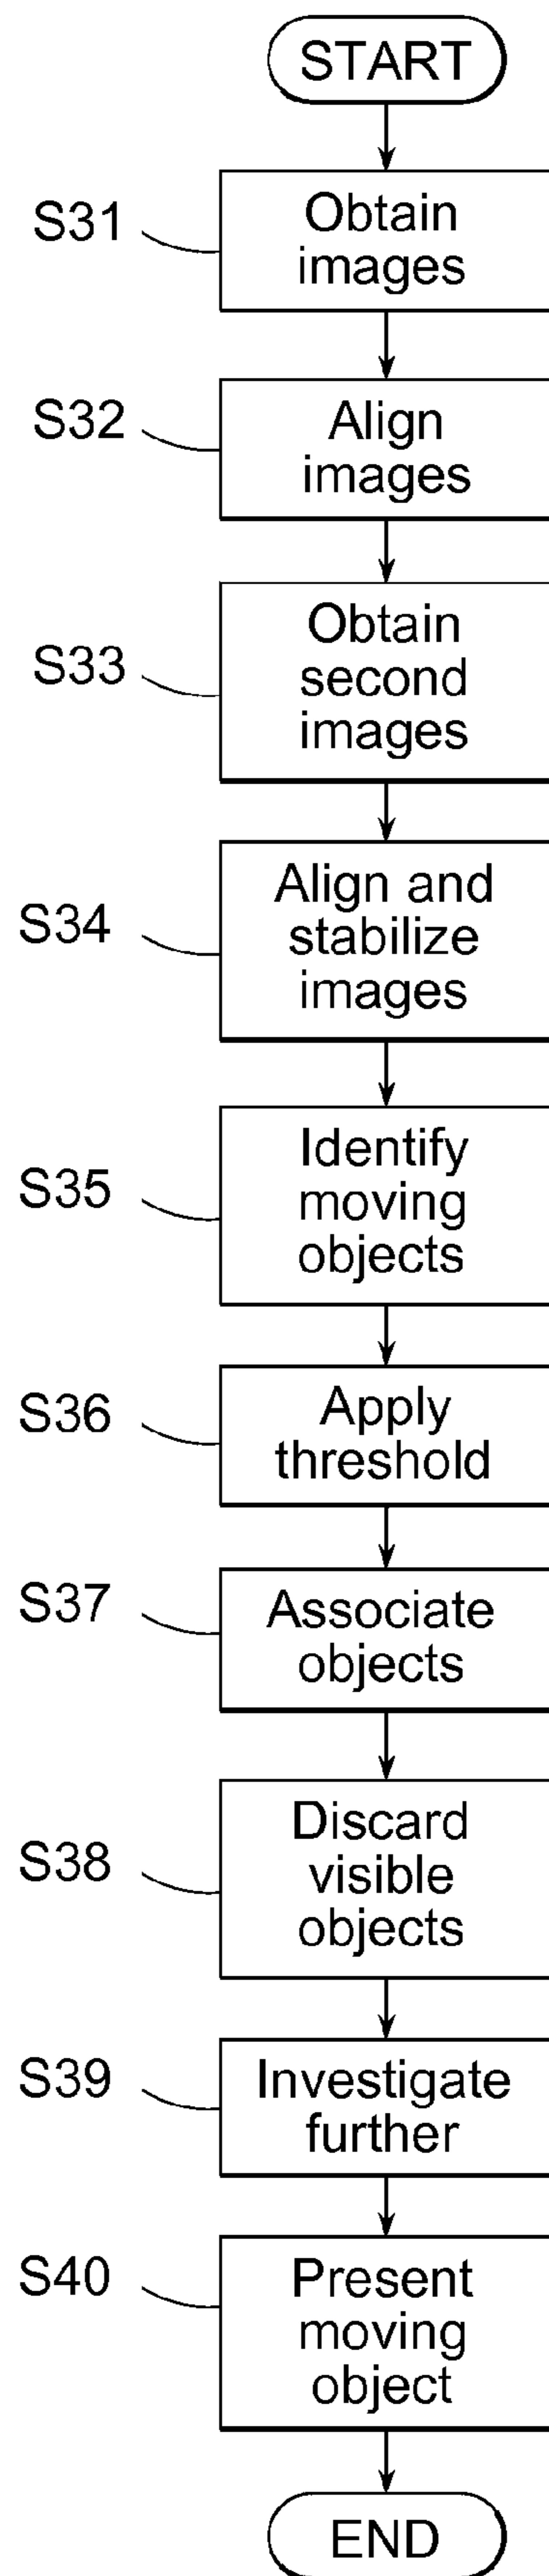 START
S31
Obtain
images
S32
Align
images
S33
Obtain
second
images
S34
Align and
stabilize
images
S35
Identify
moving
objects
S36
Apply
threshold
S37
Associate
objects
S38
Discard
visible
objects
S39
Investigate
further
S40
Present
moving
object
END